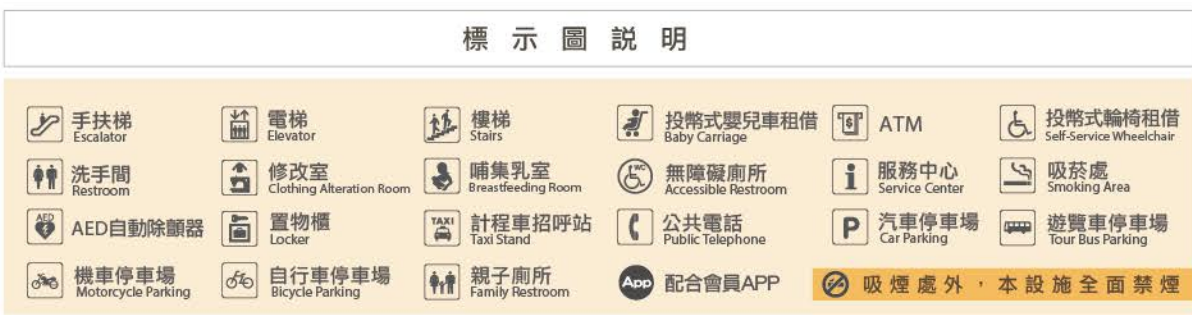 標示圖説明
手扶梯
Escalator
電梯
Elevator
樓梯
Stairs
投幣式嬰兒車租借
Baby Carriage
$
ATM
投幣式輪椅租借
Self-Service Wheelchair
洗手間
Restroom
修改室
Clothing Alteration Room
哺集乳室
Breastfeeding Room
WC
無障礙廁所
Accessible Restroom
i
服務中心
Service Center
吸菸處
Smoking Area
AED
AED自動除顫器
置物櫃
Locker
TAXI
計程車招呼站
Taxi Stand
公共電話
Public Telephone
P
汽車停車場
Car Parking
遊覽車停車場
Tour Bus Parking
機車停車場
Motorcycle Parking
自行車停車場
Bicycle Parking
親子廁所
Family Restroom
App
配合會員APP
吸煙處外，本設施全面禁煙